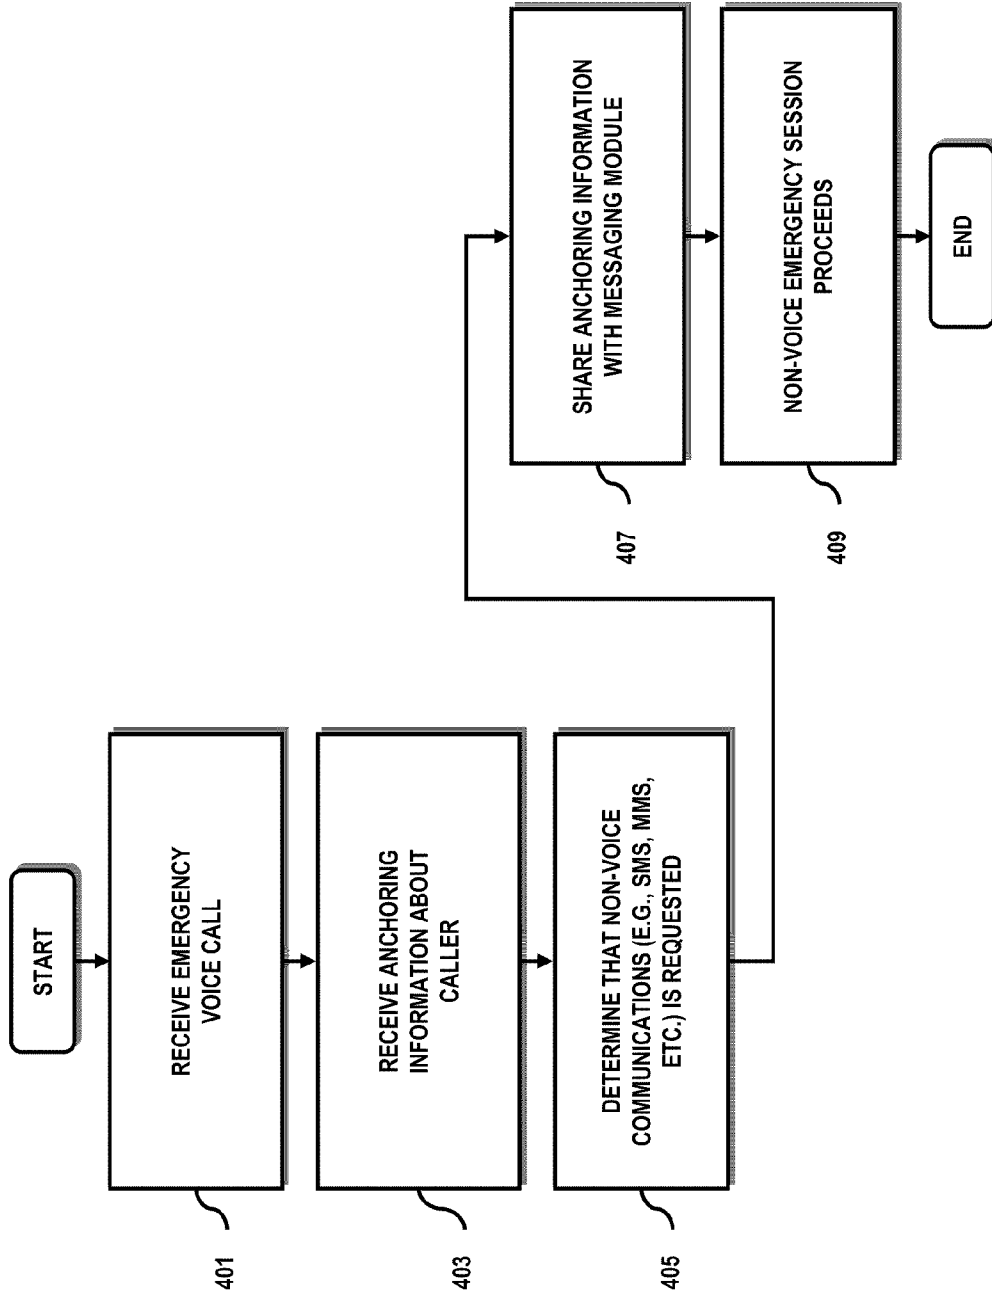 START
RECEIVE EMERGENCY
VOICE CALL
401
RECEIVE ANCHORING
INFORMATION ABOUT
CALLER
403
DETERMINE THAT NON-VOICE
COMMUNICATIONS (E.G., SMS, MMS,
ETC.) IS REQUESTED
405
SHARE ANCHORING INFORMATION
WITH MESSAGING MODULE
407
NON-VOICE EMERGENCY SESSION
PROCEEDS
409
END